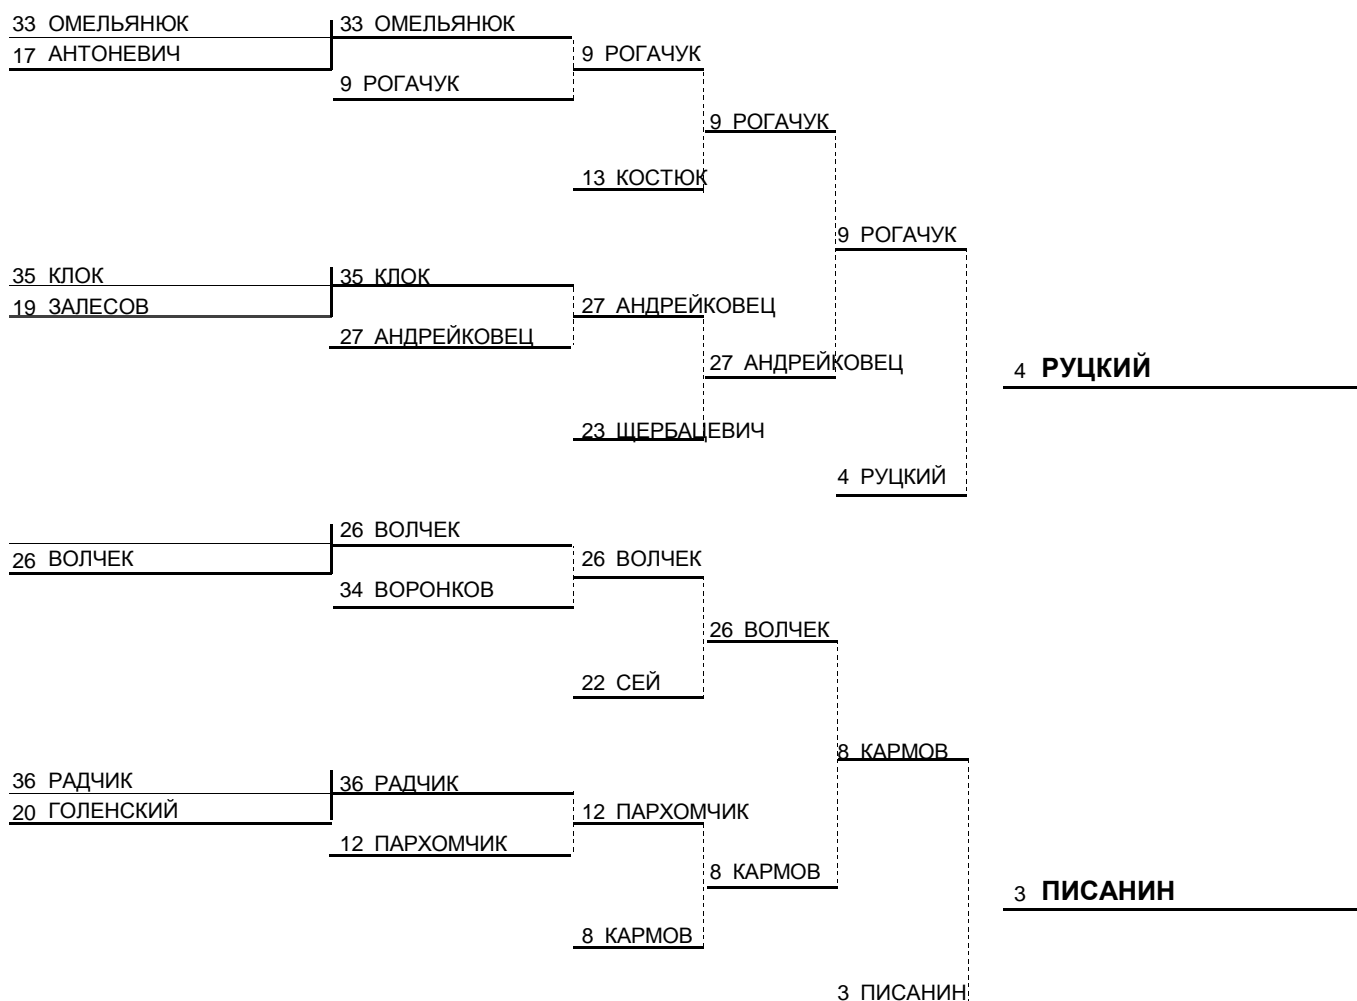 33 ОМЕЛЬЯНЮК
17 АНТОНЕВИЧ
33 ОМЕЛЬЯНЮК
9 РОГАЧУК
9 РОГАЧУК
13 КОСТЮК
9 РОГАЧУК
9 РОГАЧУК
35 КЛОК
19 ЗАЛЕСОВ
35 КЛОК
27 АНДРЕЙКОВЕЦ
27 АНДРЕЙКОВЕЦ
23 ЩЕРБАЦЕВИЧ
27 АНДРЕЙКОВЕЦ
4 РУЦКИЙ
4 РУЦКИЙ
26 ВОЛЧЕК
26 ВОЛЧЕК
34 ВОРОНКОВ
26 ВОЛЧЕК
22 СЕЙ
26 ВОЛЧЕК
8 КАРМОВ
36 РАДЧИК
20 ГОЛЕНСКИЙ
36 РАДЧИК
12 ПАРХОМЧИК
12 ПАРХОМЧИК
8 КАРМОВ
8 КАРМОВ
3 ПИСАНИН
3 ПИСАНИН